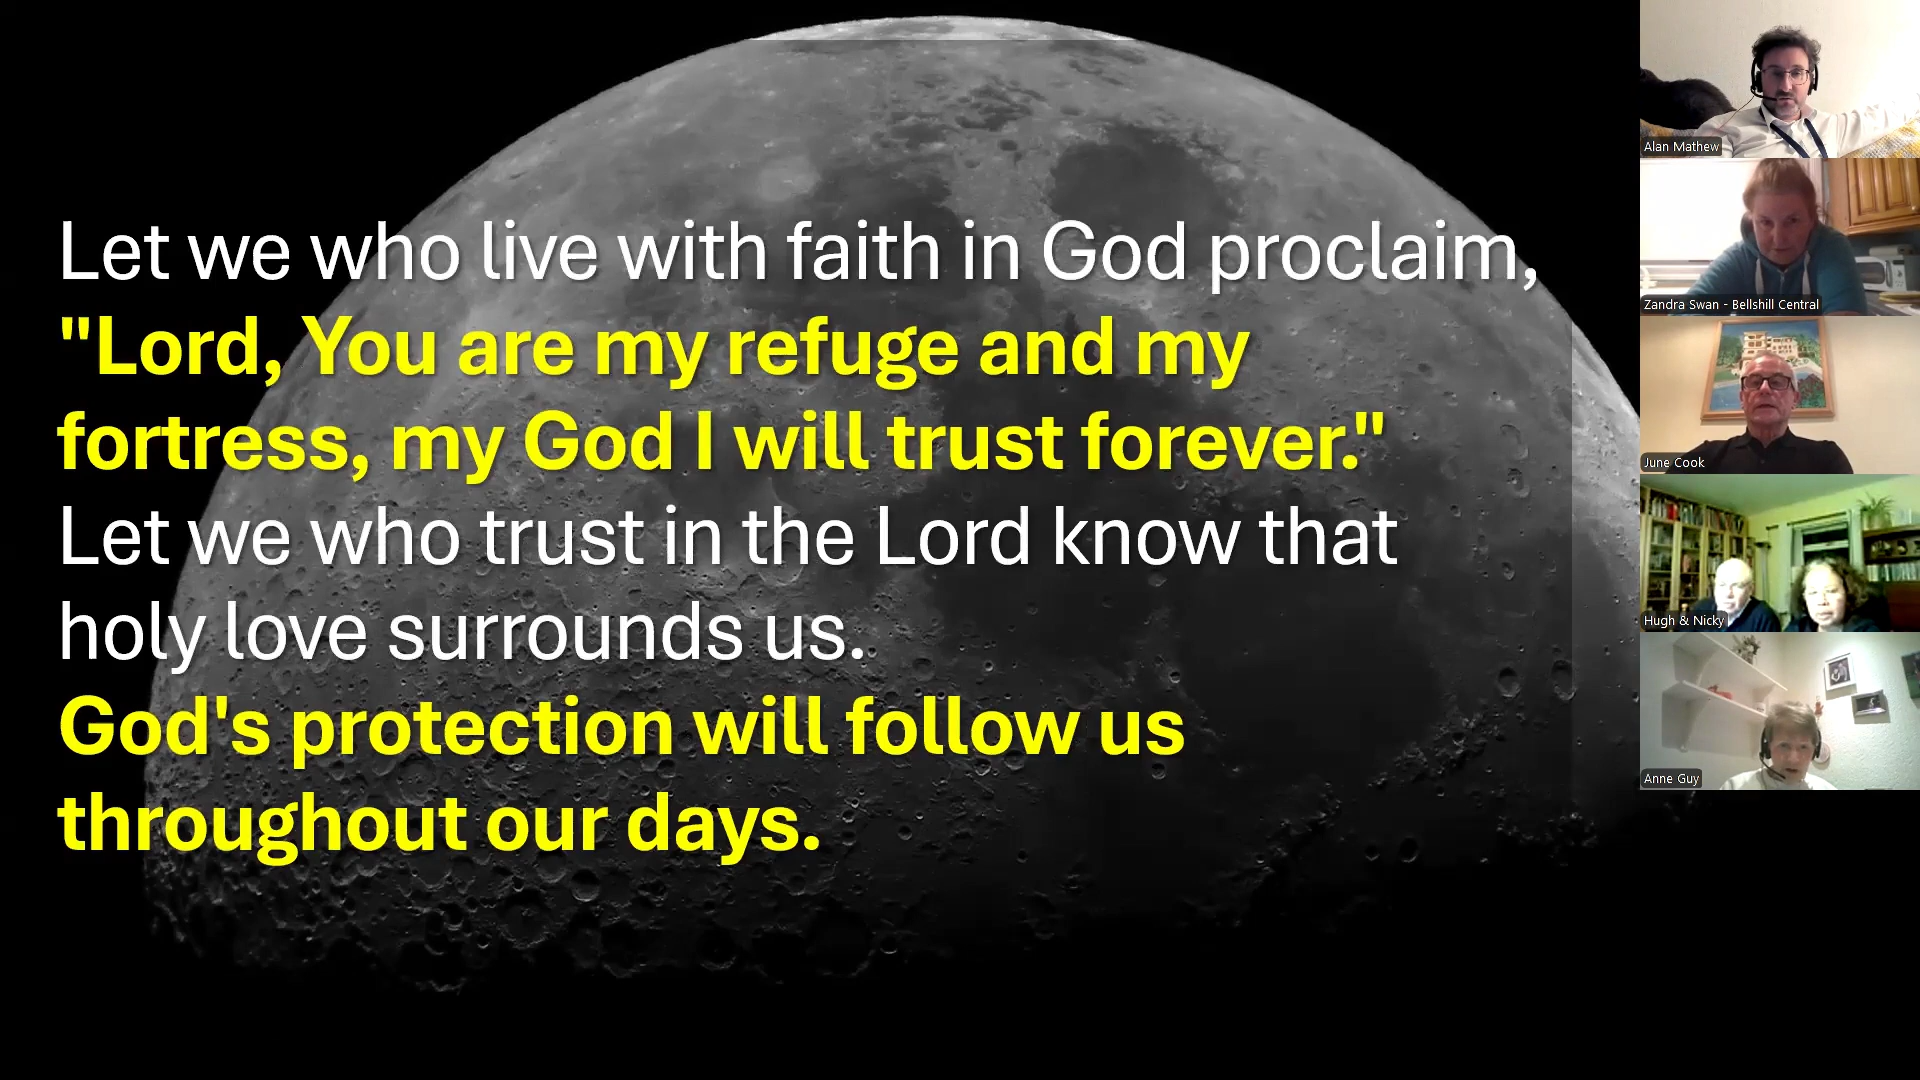 Let we who live with faith in God proclaim,
"Lord, You are my refuge and my
fortress, my God I will trust forever."
Let we who trust in the Lord know that
holy love surrounds us.
God's protection will follow us
throughout our days.
Alan Mathew
Zandra Swan - Bellshill Central
June Cook
Hugh & Nicky
Anne Guy